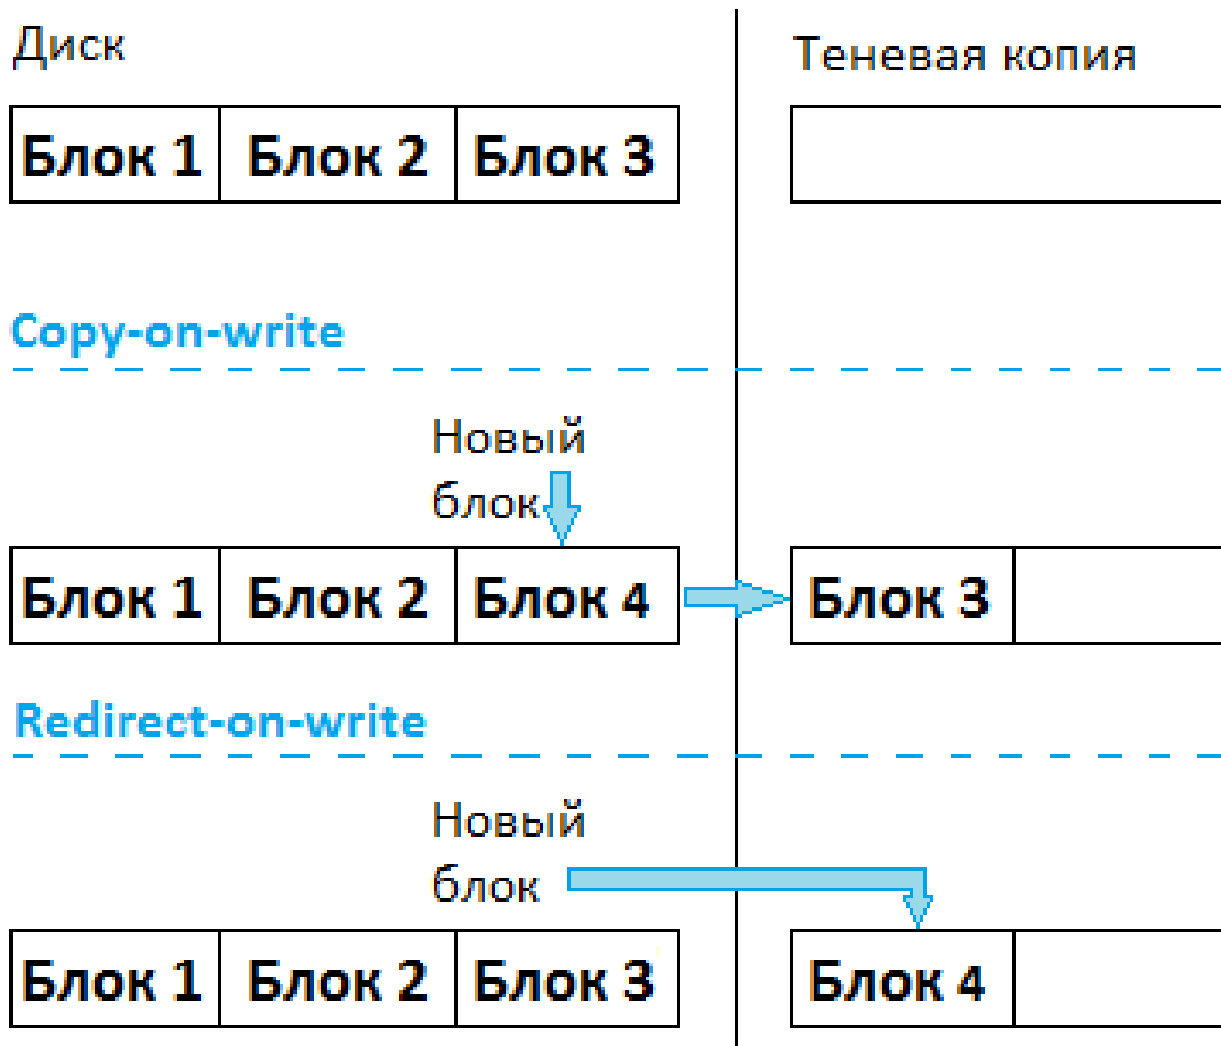 Диск
Теневая копия
Блок 1 Блок 2 Блок 3
Copy-on-write
Новый
блок
Блок 1 Блок 2 Блок 4 Блок 3
Redirect-on-write
Новый
блок
Блок 1 Блок 2 Блок 3 Блок 4